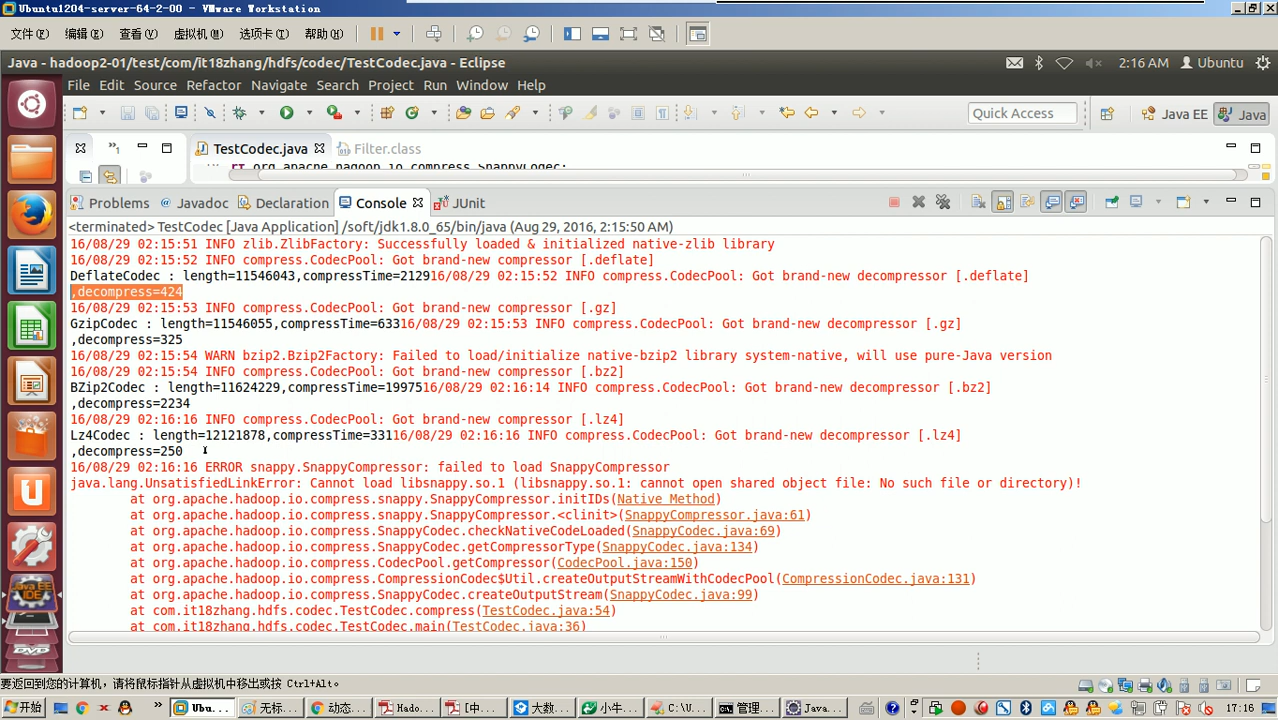 Ubuntu1204-server-64-2-00 - VMware Workstation
文件(F) 编辑(E) 查看(V) 虚拟机(M) 选项卡(T) 帮助(H)
Java - hadoop2-01/test/com/it18zhang/hdfs/codec/TestCodec.java - Eclipse
2:16 AM Ubuntu
File Edit Source Refactor Navigate Search Project Run Window Help
Quick Access Java EE Java
TestCodec.java Filter.class
rt org.apache.hadoop.io.compress.SnappyCodec;
Problems Javadoc Declaration Console JUnit
<terminated> TestCodec [Java Application] /soft/jdk1.8.0_65/bin/java (Aug 29, 2016, 2:15:50 AM)
16/08/29 02:15:51 INFO zlib.ZlibFactory: Successfully loaded & initialized native-zlib library
16/08/29 02:15:52 INFO compress.CodecPool: Got brand-new compressor [.deflate]
DeflateCodec : length=11546043,compressTime=212916/08/29 02:15:52 INFO compress.CodecPool: Got brand-new decompressor [.deflate]
,decompress=424
16/08/29 02:15:53 INFO compress.CodecPool: Got brand-new compressor [.gz]
GzipCodec : length=11546055,compressTime=63316/08/29 02:15:53 INFO compress.CodecPool: Got brand-new decompressor [.gz]
,decompress=325
16/08/29 02:15:54 WARN bzip2.Bzip2Factory: Failed to load/initialize native-bzip2 library system-native, will use pure-Java version
16/08/29 02:15:54 INFO compress.CodecPool: Got brand-new compressor [.bz2]
BZip2Codec : length=11624229,compressTime=1997516/08/29 02:16:14 INFO compress.CodecPool: Got brand-new decompressor [.bz2]
,decompress=2234
16/08/29 02:16:16 INFO compress.CodecPool: Got brand-new compressor [.lz4]
Lz4Codec : length=12121878,compressTime=33116/08/29 02:16:16 INFO compress.CodecPool: Got brand-new decompressor [.lz4]
,decompress=250
16/08/29 02:16:16 ERROR snappy.SnappyCompressor: failed to load SnappyCompressor
java.lang.UnsatisfiedLinkError: Cannot load libsnappy.so.1 (libsnappy.so.1: cannot open shared object file: No such file or directory)!
at org.apache.hadoop.io.compress.snappy.SnappyCompressor.initIDs(Native Method)
at org.apache.hadoop.io.compress.snappy.SnappyCompressor.<clinit>(SnappyCompressor.java:61)
at org.apache.hadoop.io.compress.SnappyCodec.checkNativeCodeLoaded(SnappyCodec.java:69)
at org.apache.hadoop.io.compress.SnappyCodec.getCompressorType(SnappyCodec.java:134)
at org.apache.hadoop.io.compress.CodecPool.getCompressor(CodecPool.java:150)
at org.apache.hadoop.io.compress.CompressionCodec$Util.createOutputStreamWithCodecPool(CompressionCodec.java:131)
at org.apache.hadoop.io.compress.SnappyCodec.createOutputStream(SnappyCodec.java:99)
at com.it18zhang.hdfs.codec.TestCodec.compress(TestCodec.java:54)
at com.it18zhang.hdfs.codec.TestCodec.main(TestCodec.java:36)
要返回到您的计算机，请将鼠标指针从虚拟机中移出或按 Ctrl+Alt。
开始 Ubu... 无标... 动态... Hado... [中... 大数... 小牛... C:\U... 管理... Java... 17:16